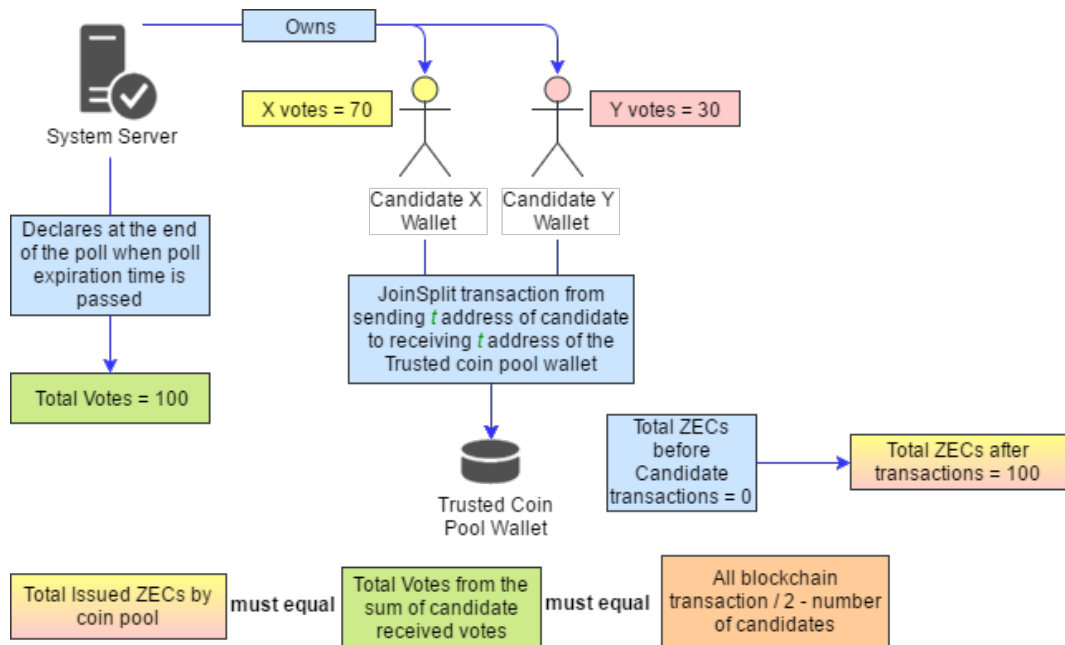 Owns
X votes = 70
Y votes = 30
System Server
Candidate X
Wallet
Candidate Y
Wallet
Declares at the end
of the poll when poll
expiration time is
passed
JoinSplit transaction from
sending t address of candidate
to receiving t address of the
Trusted coin pool wallet
Total Votes = 100
Total ZECs
before
Candidate
transactions = 0
Total ZECs after
transactions = 100
Trusted Coin
Pool Wallet
Total Issued ZECs by
coin pool
must equal
Total Votes from the
sum of candidate
received votes
must equal
All blockchain
transaction / 2 - number
of candidates